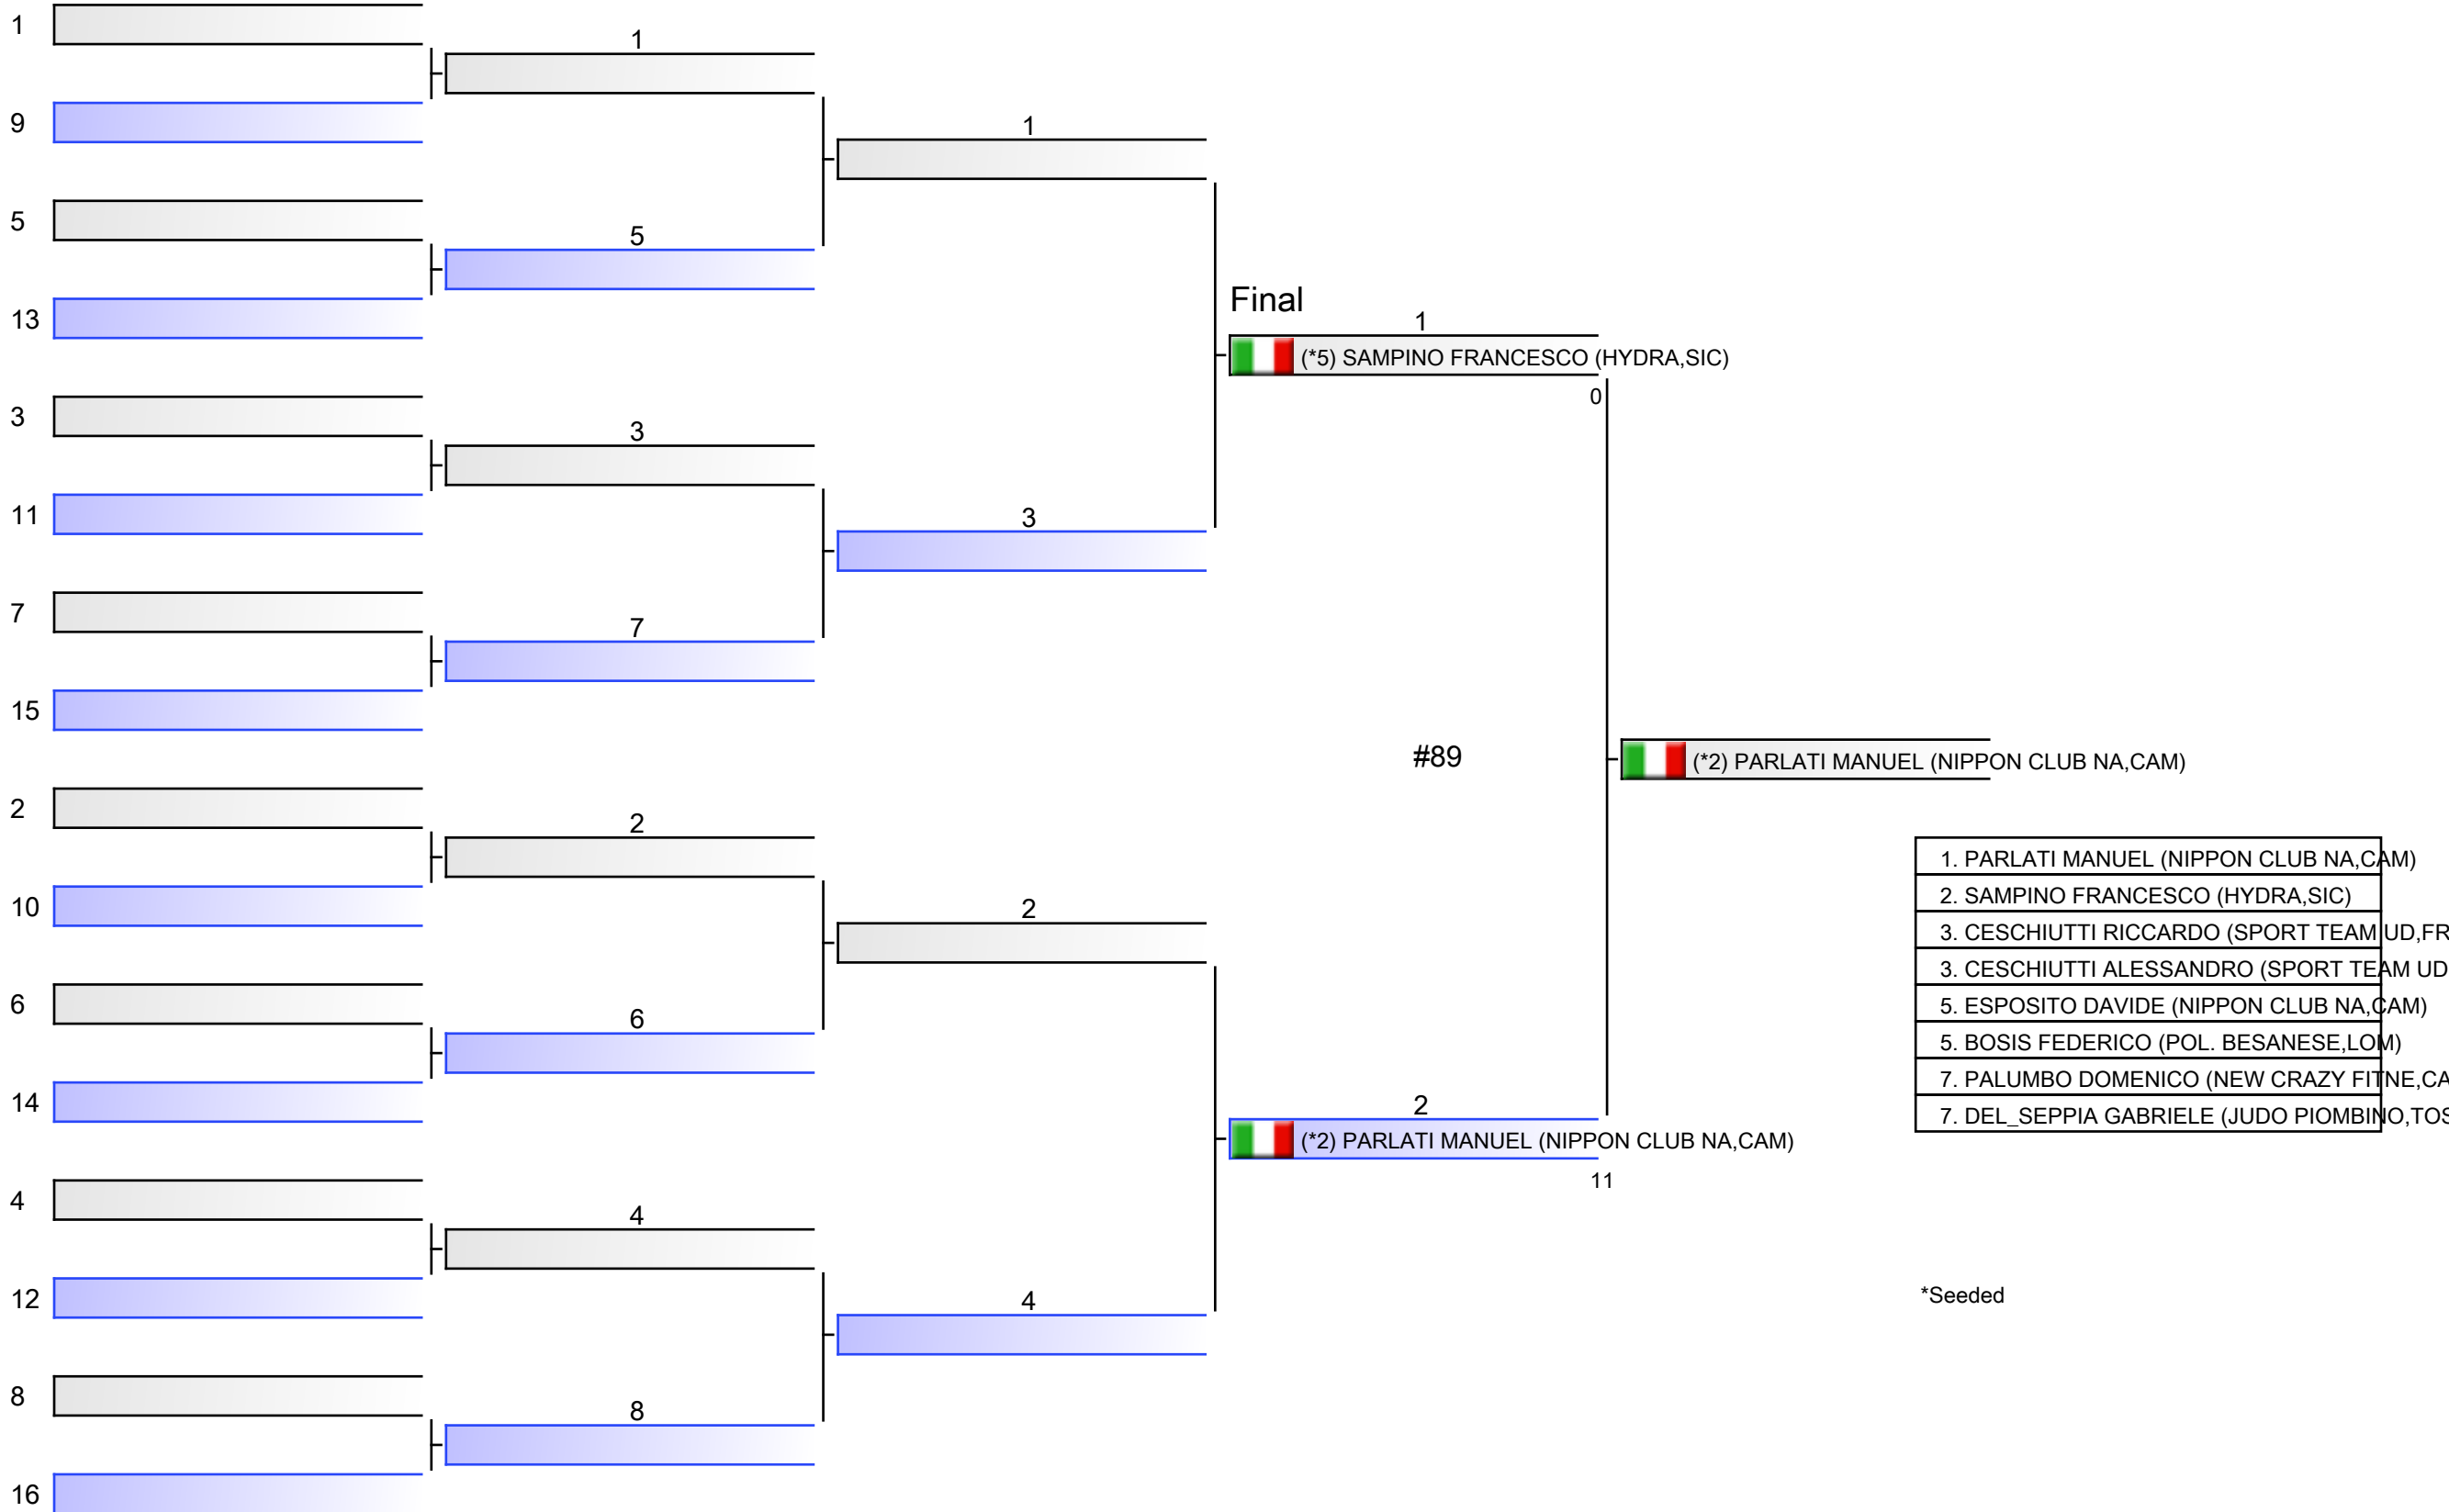 1
1
9
1
5
5
13
Final
1
(*5) SAMPINO FRANCESCO (HYDRA,SIC)
0
3
3
11
3
7
7
15
#89
(*2) PARLATI MANUEL (NIPPON CLUB NA,CAM)
2
2
10
2
6
6
14
2
(*2) PARLATI MANUEL (NIPPON CLUB NA,CAM)
11
4
4
12
4
8
8
16
1. PARLATI MANUEL (NIPPON CLUB NA,CAM)
2. SAMPINO FRANCESCO (HYDRA,SIC)
3. CESCHIUTTI RICCARDO (SPORT TEAM UD,FR
3. CESCHIUTTI ALESSANDRO (SPORT TEAM UD
5. ESPOSITO DAVIDE (NIPPON CLUB NA,CAM)
5. BOSIS FEDERICO (POL. BESANESE,LOM)
7. PALUMBO DOMENICO (NEW CRAZY FITNE,CA
7. DEL_SEPPIA GABRIELE (JUDO PIOMBINO,TOS
*Seeded